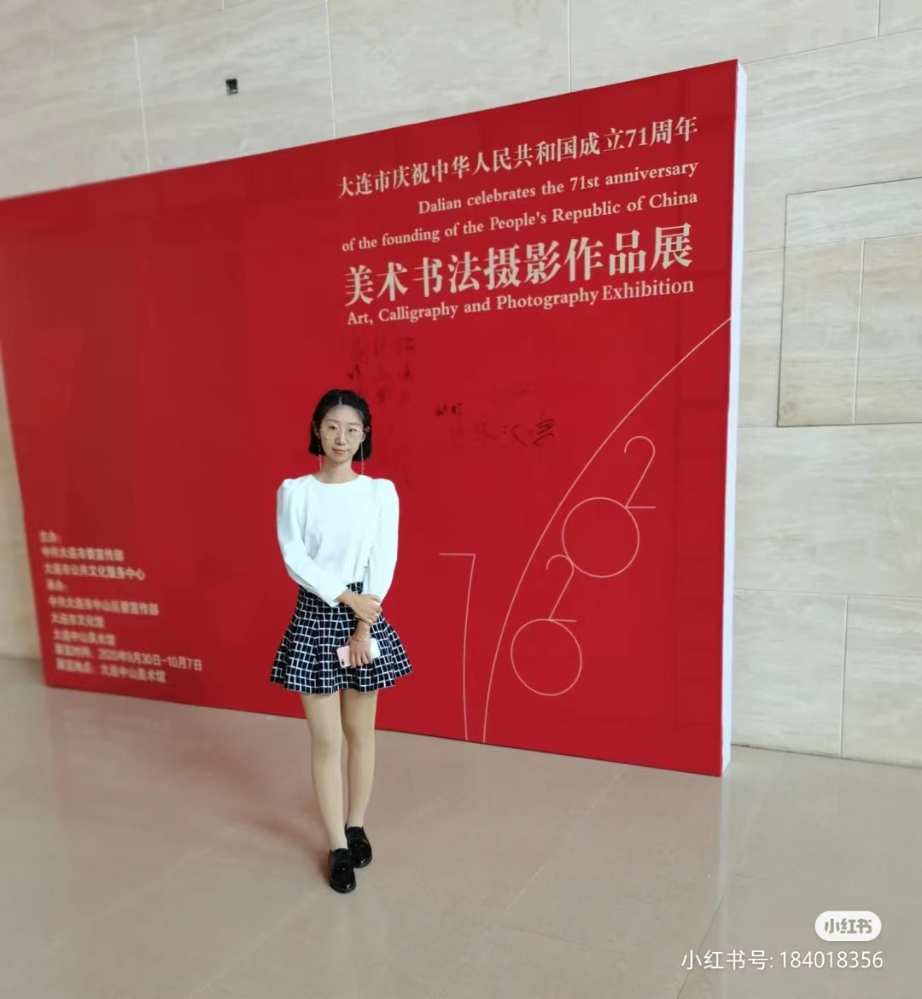 大连市庆祝中华人民共和国成立71周年
Dalian celebrates the 71st anniversary
of the founding of the People's Republic of China
美术书法摄影作品展
Art, Calligraphy and Photography Exhibition
2
0
2
0
主办：
中共大连市委宣传部
大连市公共文化服务中心
承办：
中共大连市中山区委宣传部
大连市文化馆
大连中山美术馆
展览时间：2020年9月30日-10月7日
展览地点：大连中山美术馆
小红书
小红书号: 184018356